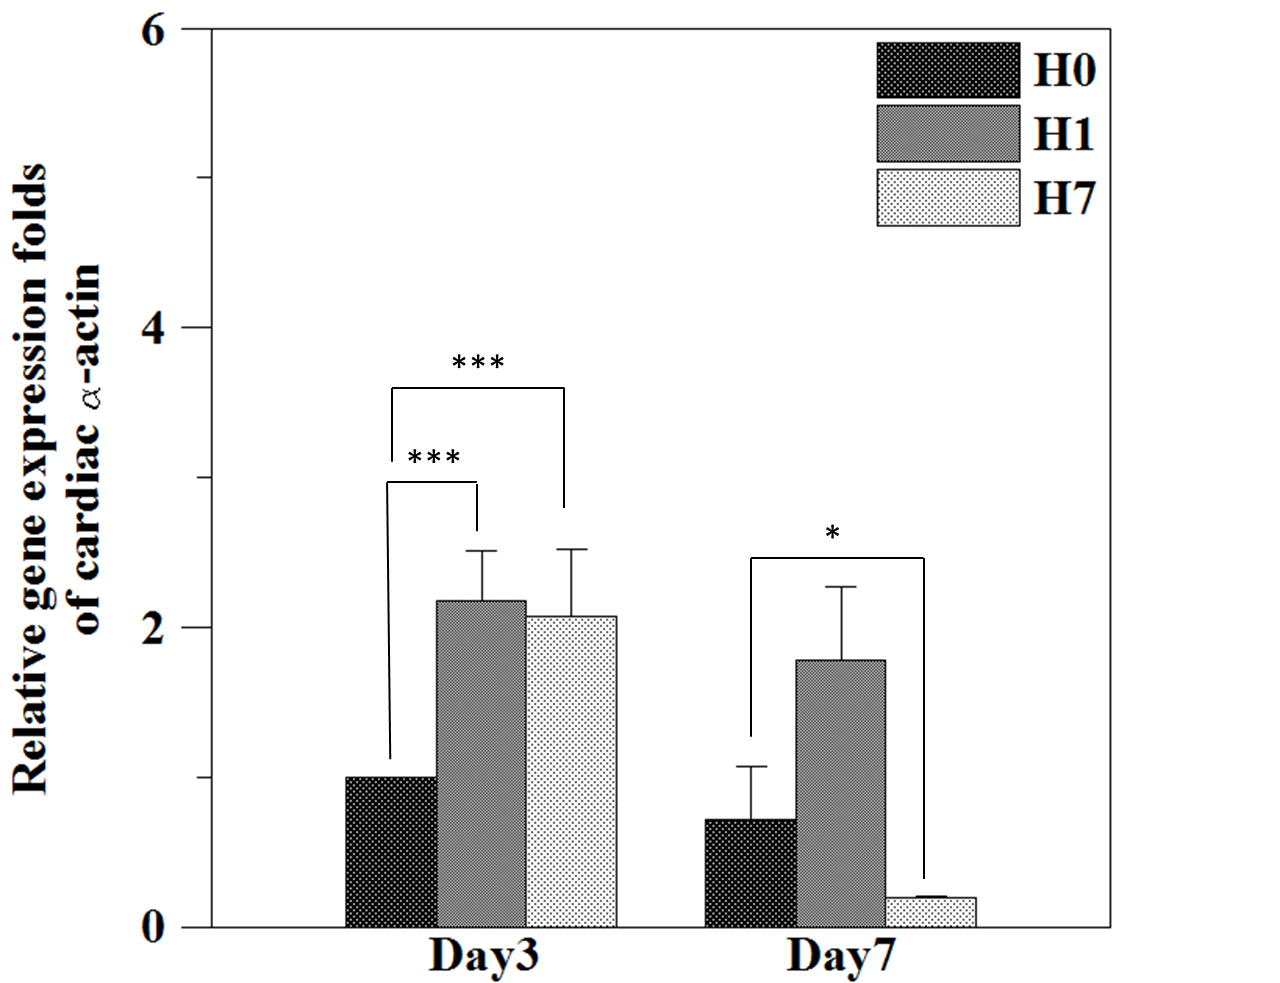 Relative gene expression folds
of cardiac α-actin
6
4
2
0
H0
H1
H7
***
***
*
Day3
Day7